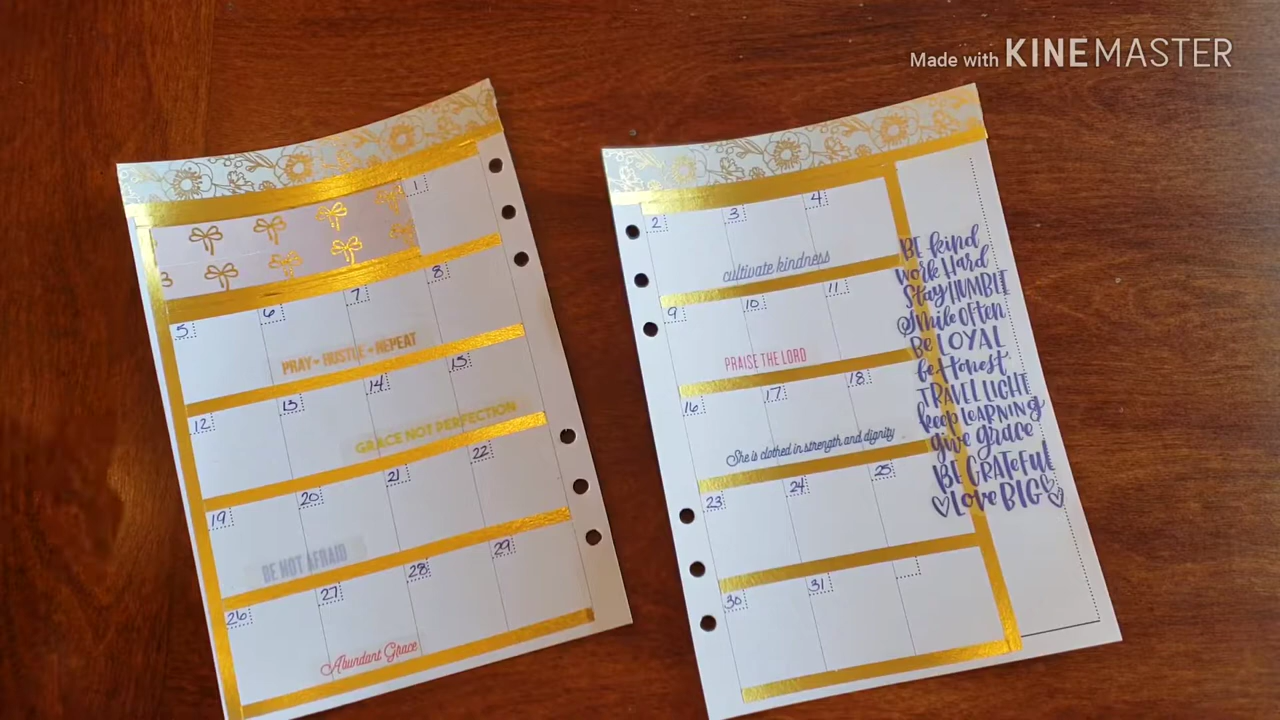 Made with KINEMASTER
1
5 6 7 8
PRAY • HUSTLE • REPEAT
12 13 14 15
GRACE NOT PERFECTION
19 20 21 22
BE NOT AFRAID
26 27 28 29
Abundant Grace
2 3 4
cultivate kindness
9 10 11
PRAISE THE LORD
16 17 18
She is clothed in strength and dignity
23 24 25
30 31
BE kind
work Hard
Stay HUMBLE
Smile often
Be LOYAL
be Honest
TRAVEL LIGHT
keep LEARNING
give grace
BE GRATEFUL
LOVE BIG